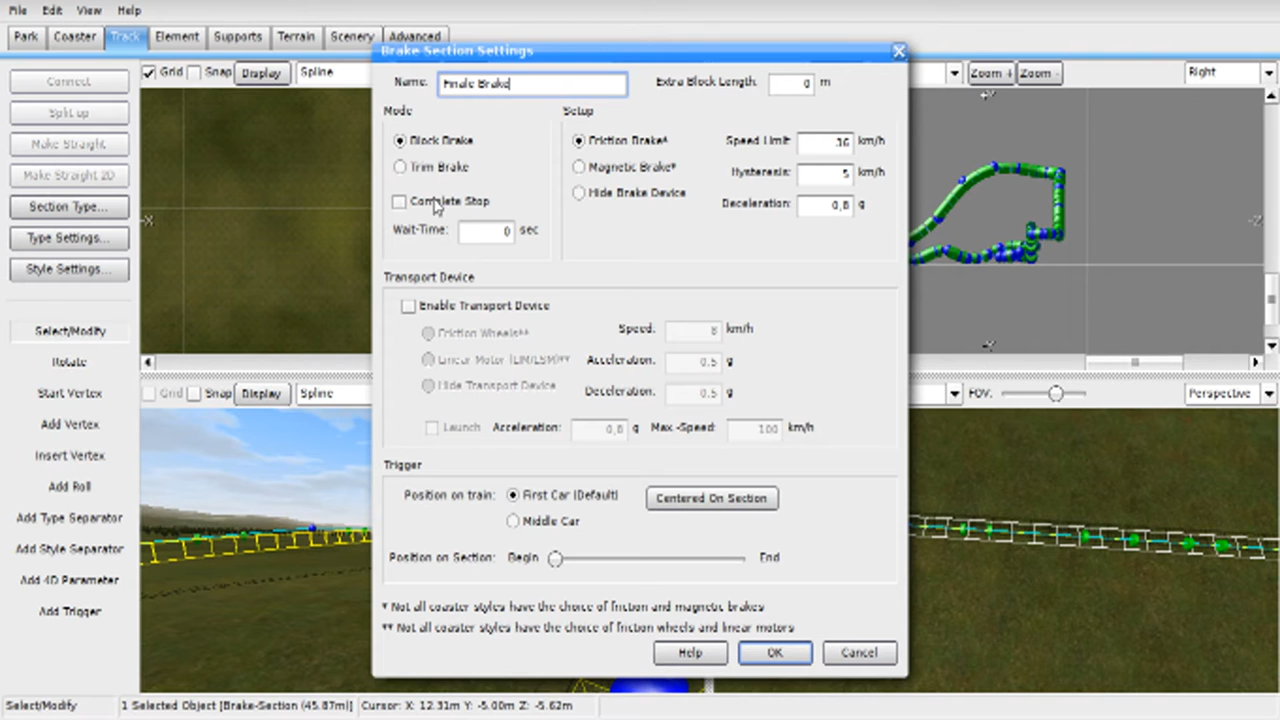 File Edit View Help
Park Coaster Track Element Supports Terrain Scenery Advanced
Connect
Split up
Make Straight
Make Straight 2D
Section Type...
Type Settings...
Style Settings...
Select/Modify
Rotate
Start Vertex
Add Vertex
Insert Vertex
Add Roll
Add Type Separator
Add Style Separator
Add 4D Parameter
Add Trigger
Grid Snap Display Spline
-X
Zoom + Zoom - Right
+Y
-Z
-Y
Grid Snap Display Spline
FOV: Perspective
Brake Section Settings
Name: Finale Brake Extra Block Length: 0 m
Mode
Block Brake
Trim Brake
Complete Stop
Wait-Time: 0 sec
Setup
Friction Brake* Speed Limit: 36 km/h
Magnetic Brake* Hysteresis: 5 km/h
Hide Brake Device Deceleration: 0,8 g
Transport Device
Enable Transport Device
Friction Wheels** Speed: 8 km/h
Linear Motor (LIM/LSM)** Acceleration: 0,5 g
Hide Transport Device Deceleration: 0,5 g
Launch Acceleration: 0,8 g Max.-Speed: 100 km/h
Trigger
Position on train: First Car (Default) Centered On Section
Middle Car
Position on Section: Begin End
* Not all coaster styles have the choice of friction and magnetic brakes
** Not all coaster styles have the choice of friction wheels and linear motors
Help OK Cancel
Select/Modify 1 Selected Object [Brake-Section (45.87m)] Cursor: X: 12.31m Y: -5.00m Z: -5.62m